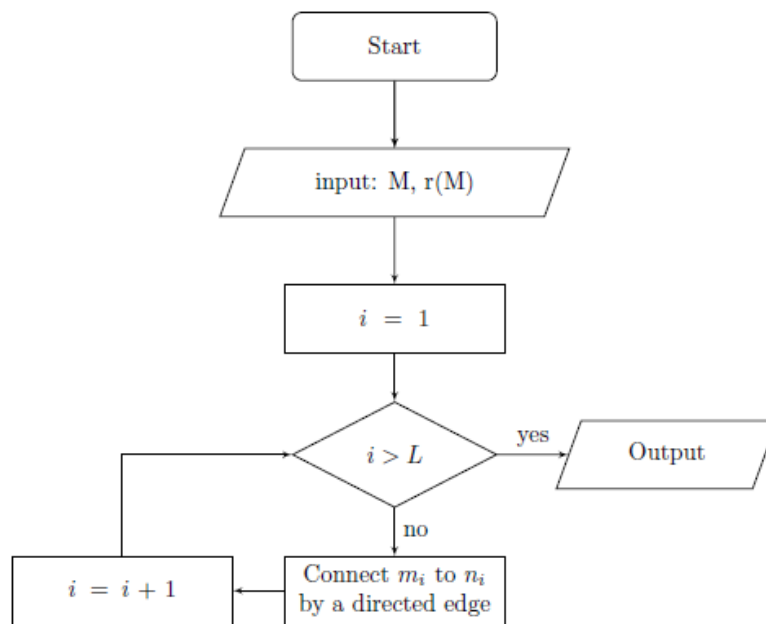 Start
input: M, r(M)
i = 1
i > L
yes
Output
no
Connect m_i to n_i
by a directed edge
i = i + 1